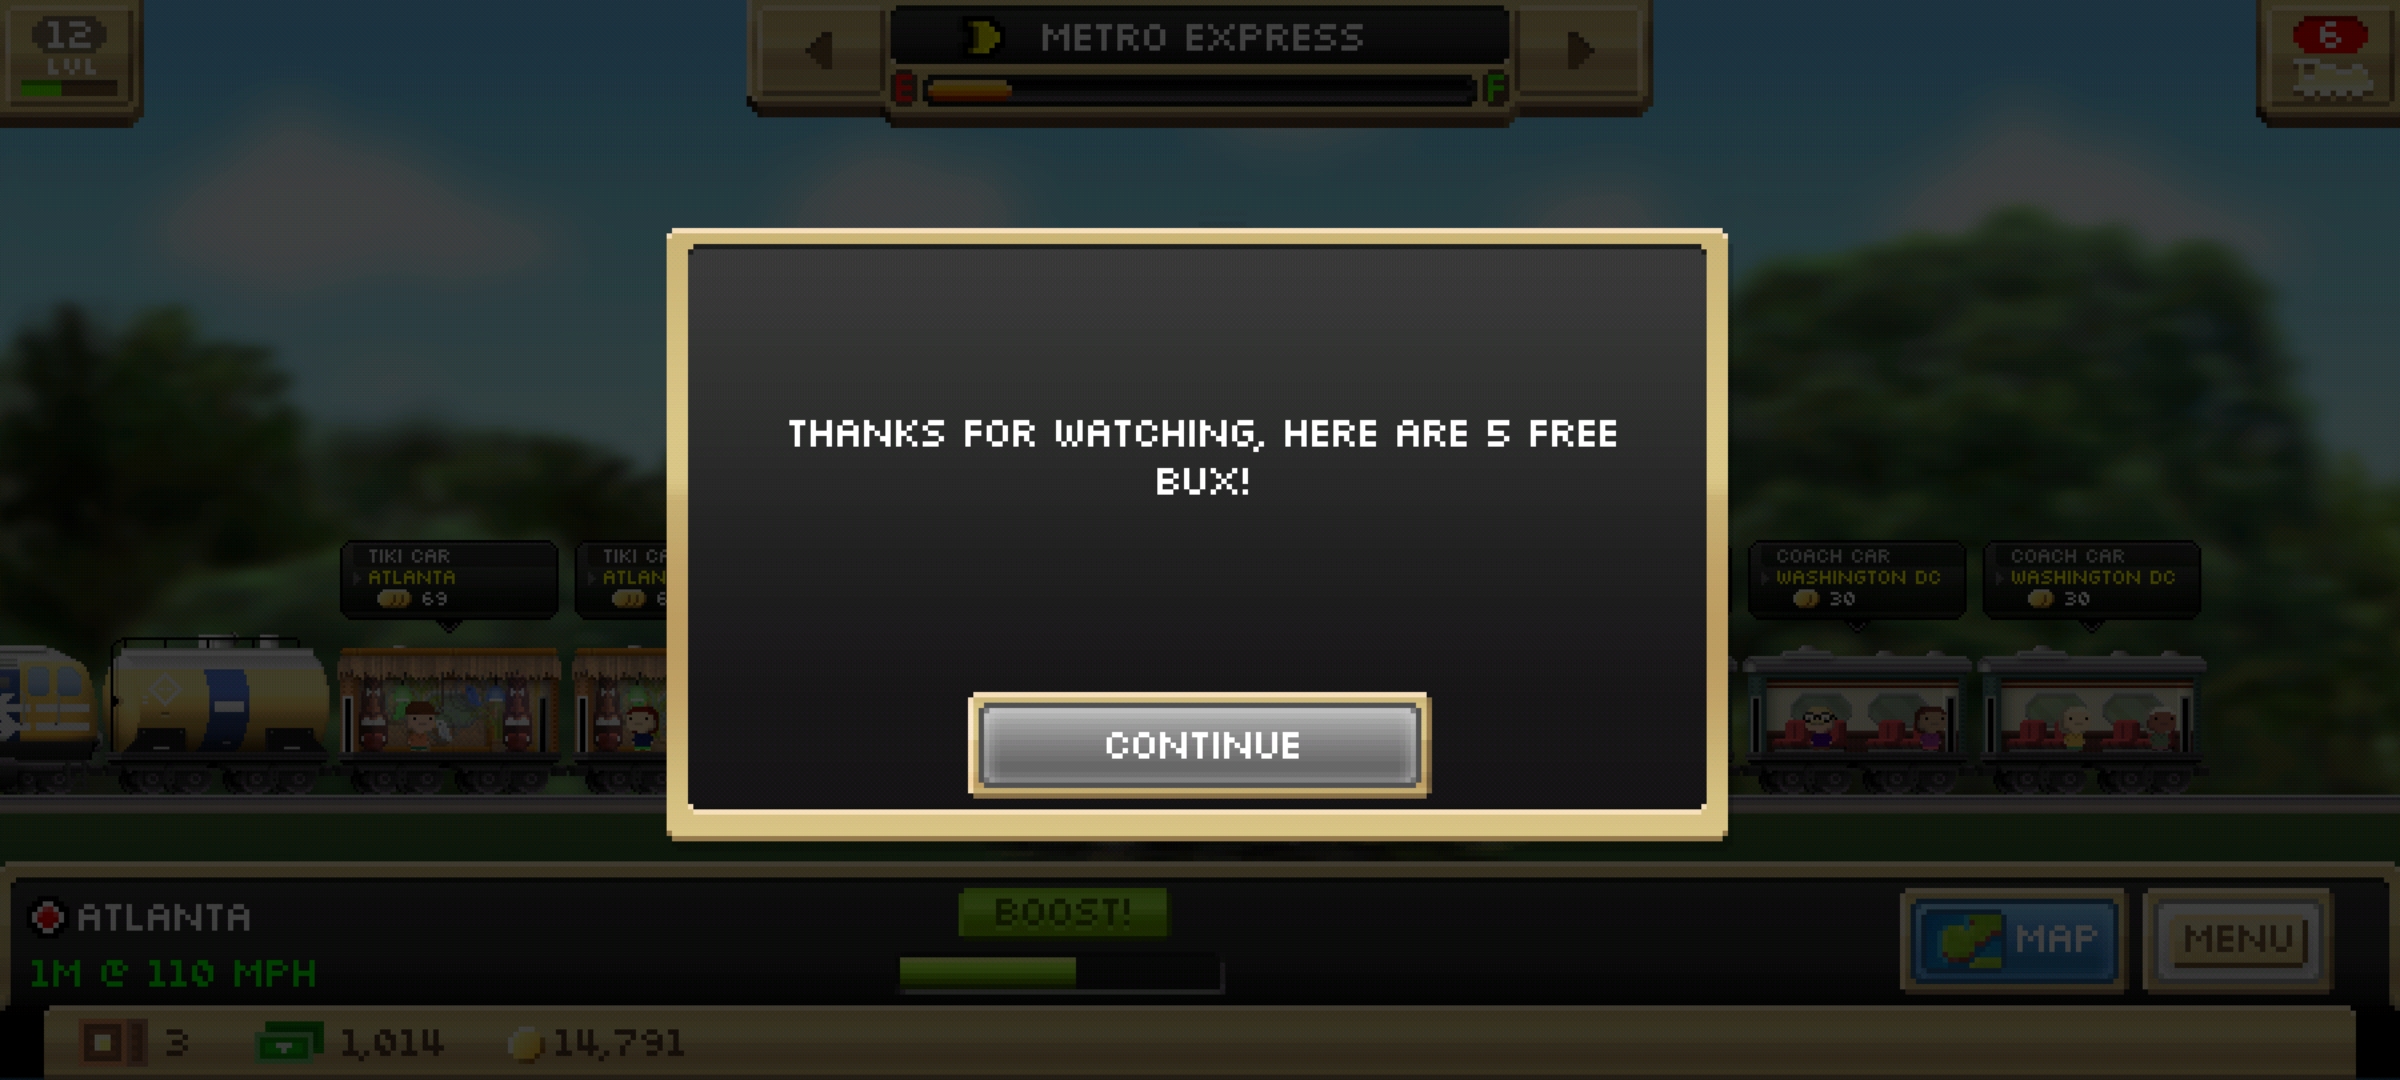 12
LVL
METRO EXPRESS
E
F
6
THANKS FOR WATCHING, HERE ARE 5 FREE
BUX!
TIKI CAR
ATLANTA
69
TIKI
COACH CAR
WASHINGTON DC
30
COACH CAR
WASHINGTON DC
30
CONTINUE
ATLANTA
1M @ 110 MPH
BOOST!
MAP
MENU
3
1,014
14,791